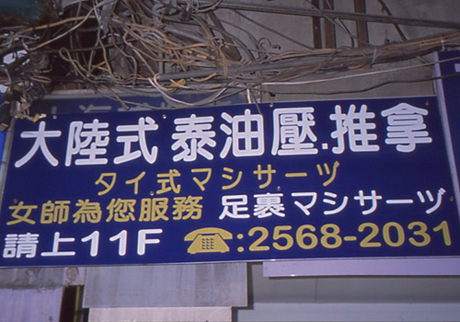 大陸式 泰油壓.推拿
タイ式マシサーヅ
女師為您服務 足裏マシサーヅ
請上11F ☎:2568-2031